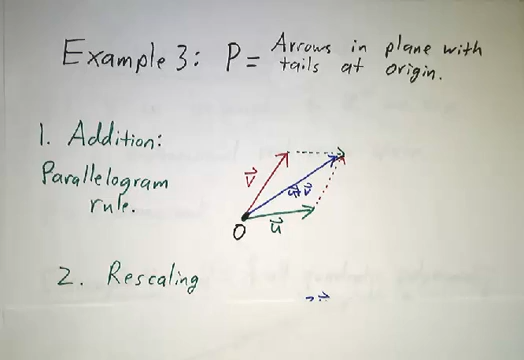 Example 3: P = Arrows in plane with
tails at origin.
1. Addition:
Parallelogram
rule.
v⃗
u⃗+v⃗
O
u⃗
2. Rescaling